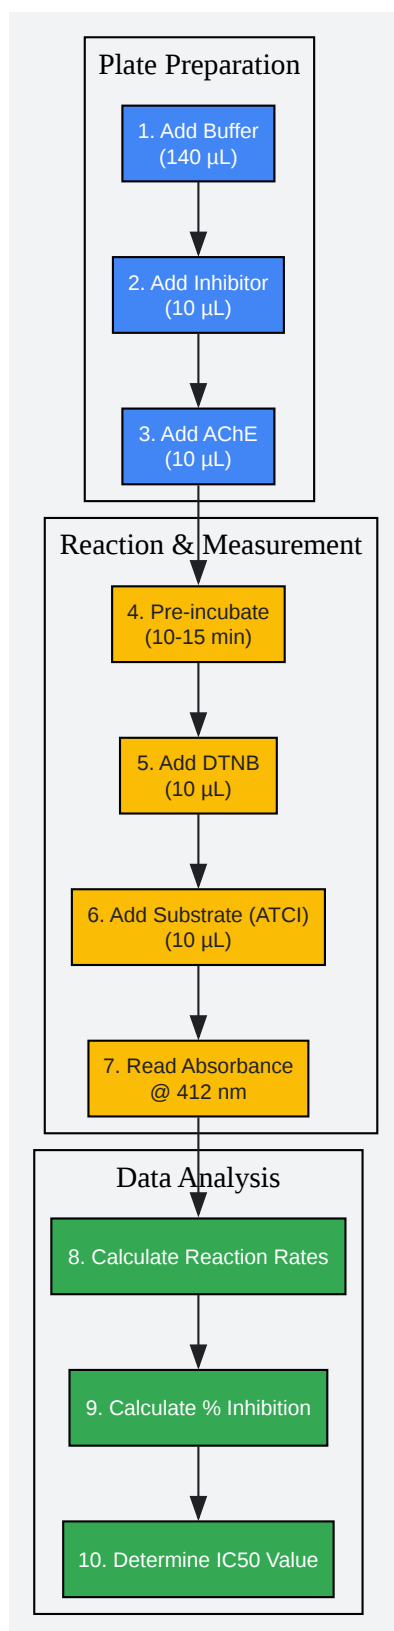 Plate Preparation
1. Add Buffer
(140 µL)
2. Add Inhibitor
(10 µL)
3. Add AChE
(10 µL)
Reaction & Measurement
4. Pre-incubate
(10-15 min)
5. Add DTNB
(10 µL)
6. Add Substrate (ATCI)
(10 µL)
7. Read Absorbance
@ 412 nm
Data Analysis
8. Calculate Reaction Rates
9. Calculate % Inhibition
10. Determine IC50 Value